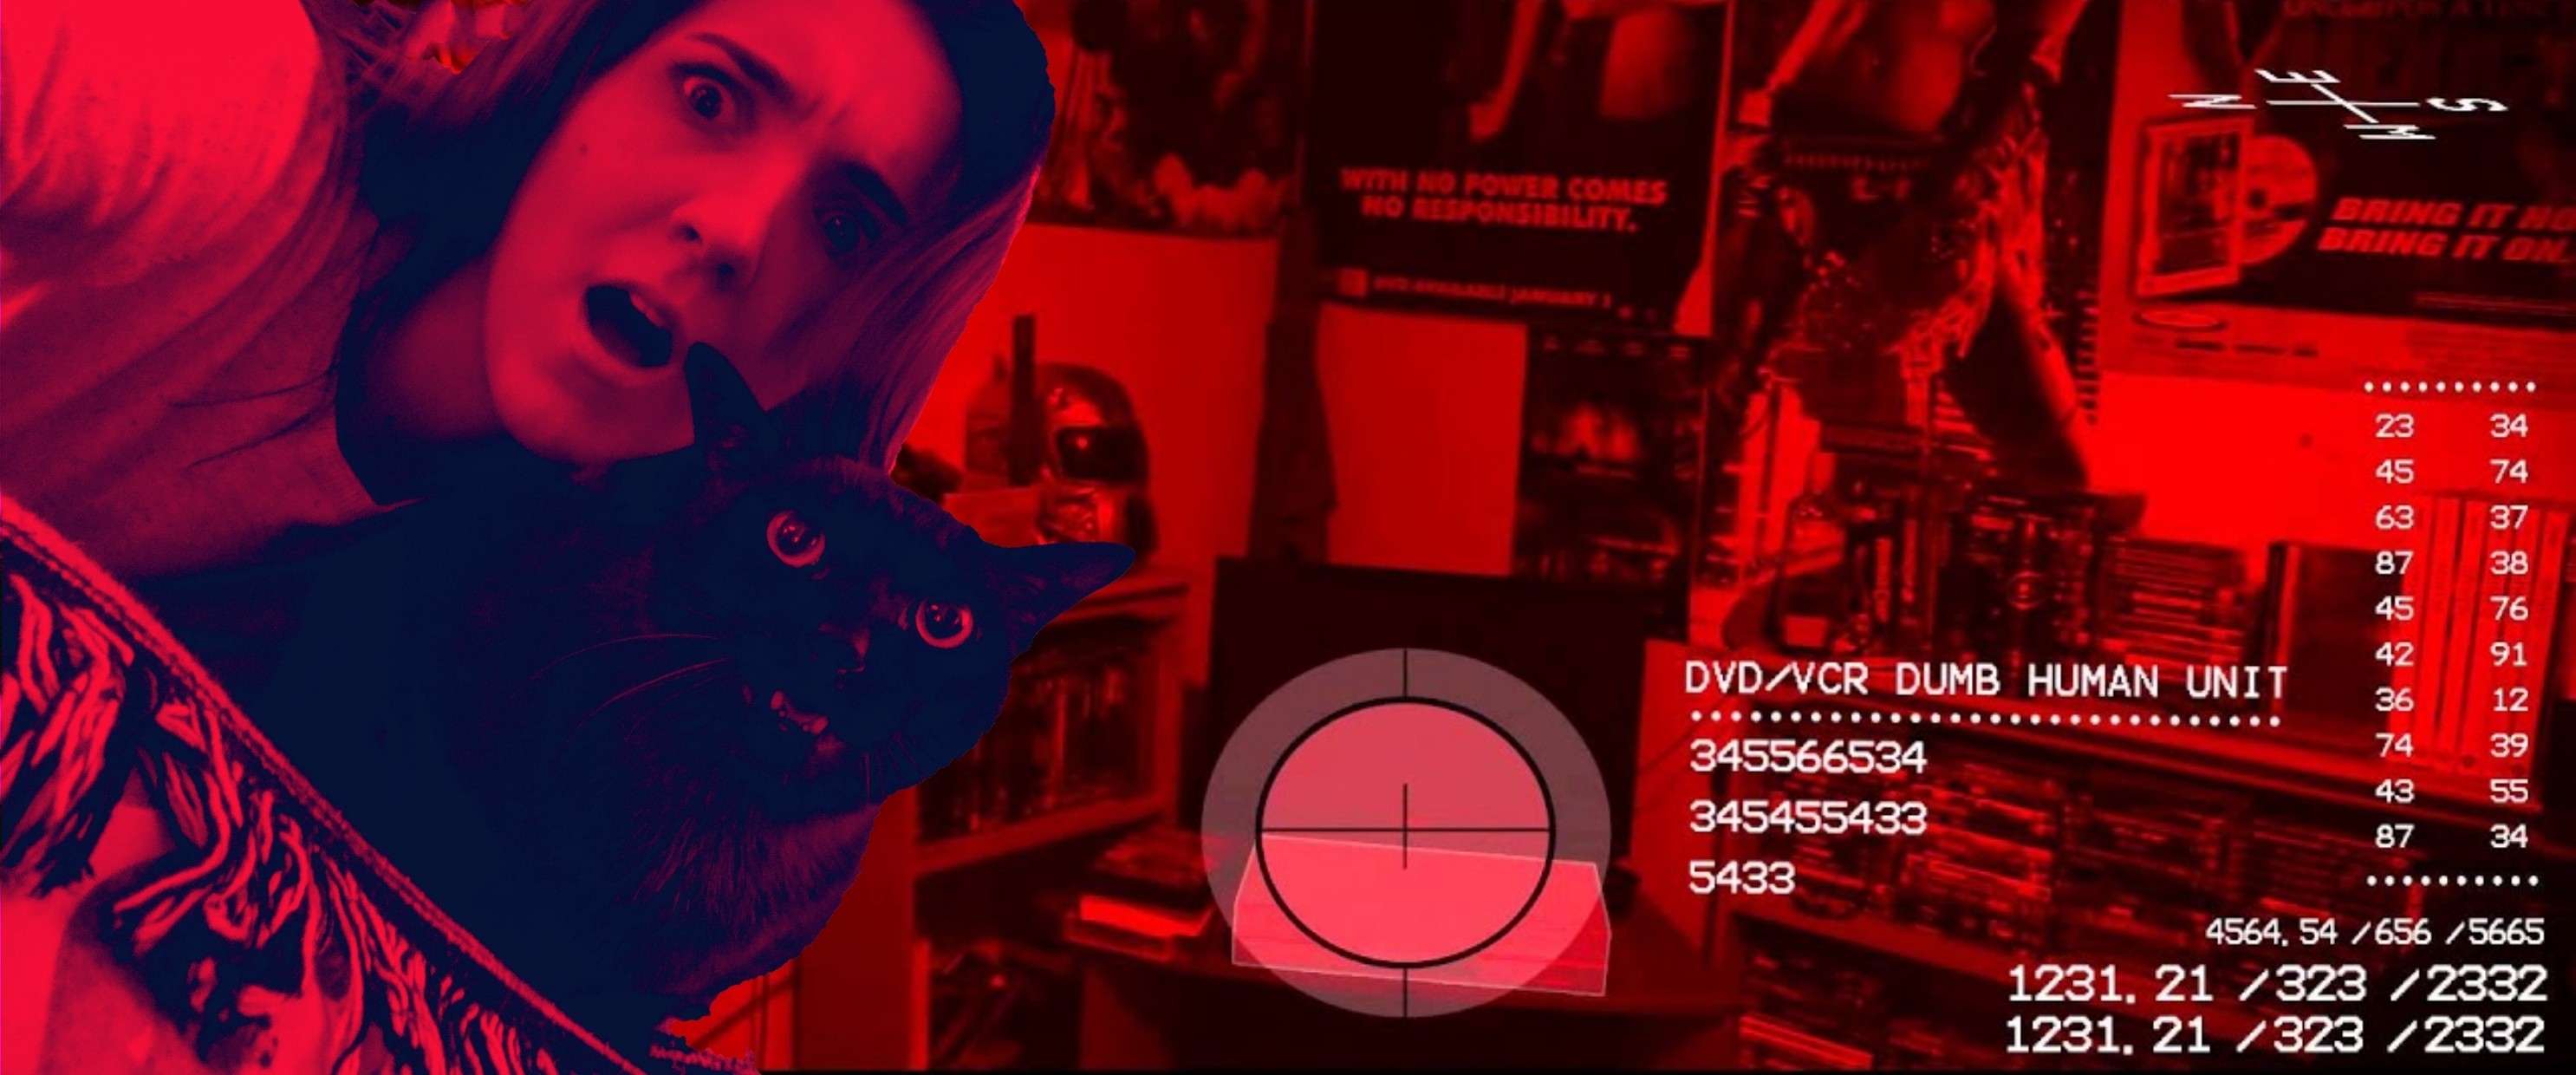 N E S W
WITH NO POWER COMES
NO RESPONSIBILITY.
AVAILABLE JANUARY
BRING IT
BRING IT ON.
23 34
45 74
63 37
87 38
45 76
42 91
36 12
74 39
43 55
87 34
DVD/VCR DUMB HUMAN UNIT
345566534
345455433
5433
4564. 54 /656 /5665
1231. 21 /323 /2332
1231. 21 /323 /2332